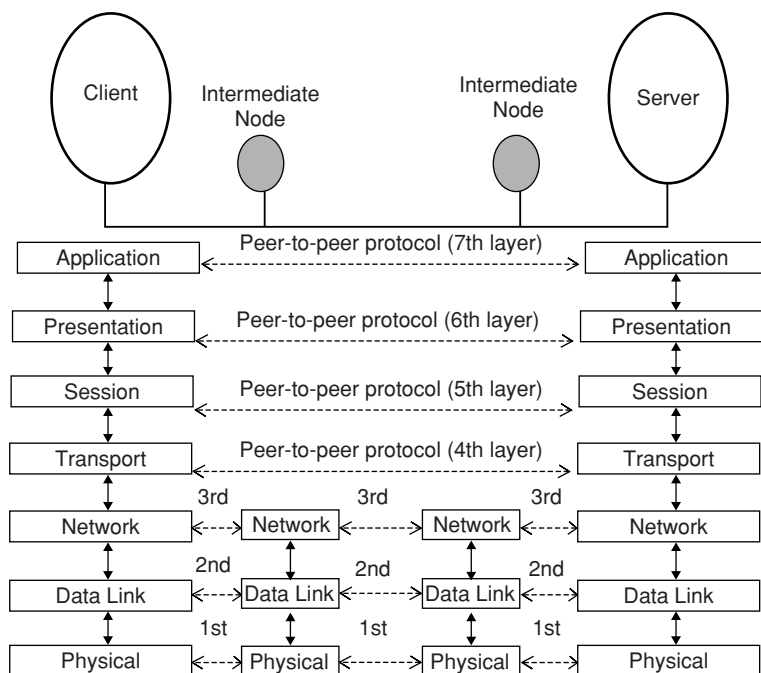 Client
Intermediate
Node
Intermediate
Node
Server
Application
Peer-to-peer protocol (7th layer)
Application
Presentation
Peer-to-peer protocol (6th layer)
Presentation
Session
Peer-to-peer protocol (5th layer)
Session
Transport
Peer-to-peer protocol (4th layer)
Transport
3rd
3rd
3rd
Network
Network
Network
Network
2nd
2nd
2nd
Data Link
Data Link
Data Link
Data Link
1st
1st
1st
Physical
Physical
Physical
Physical